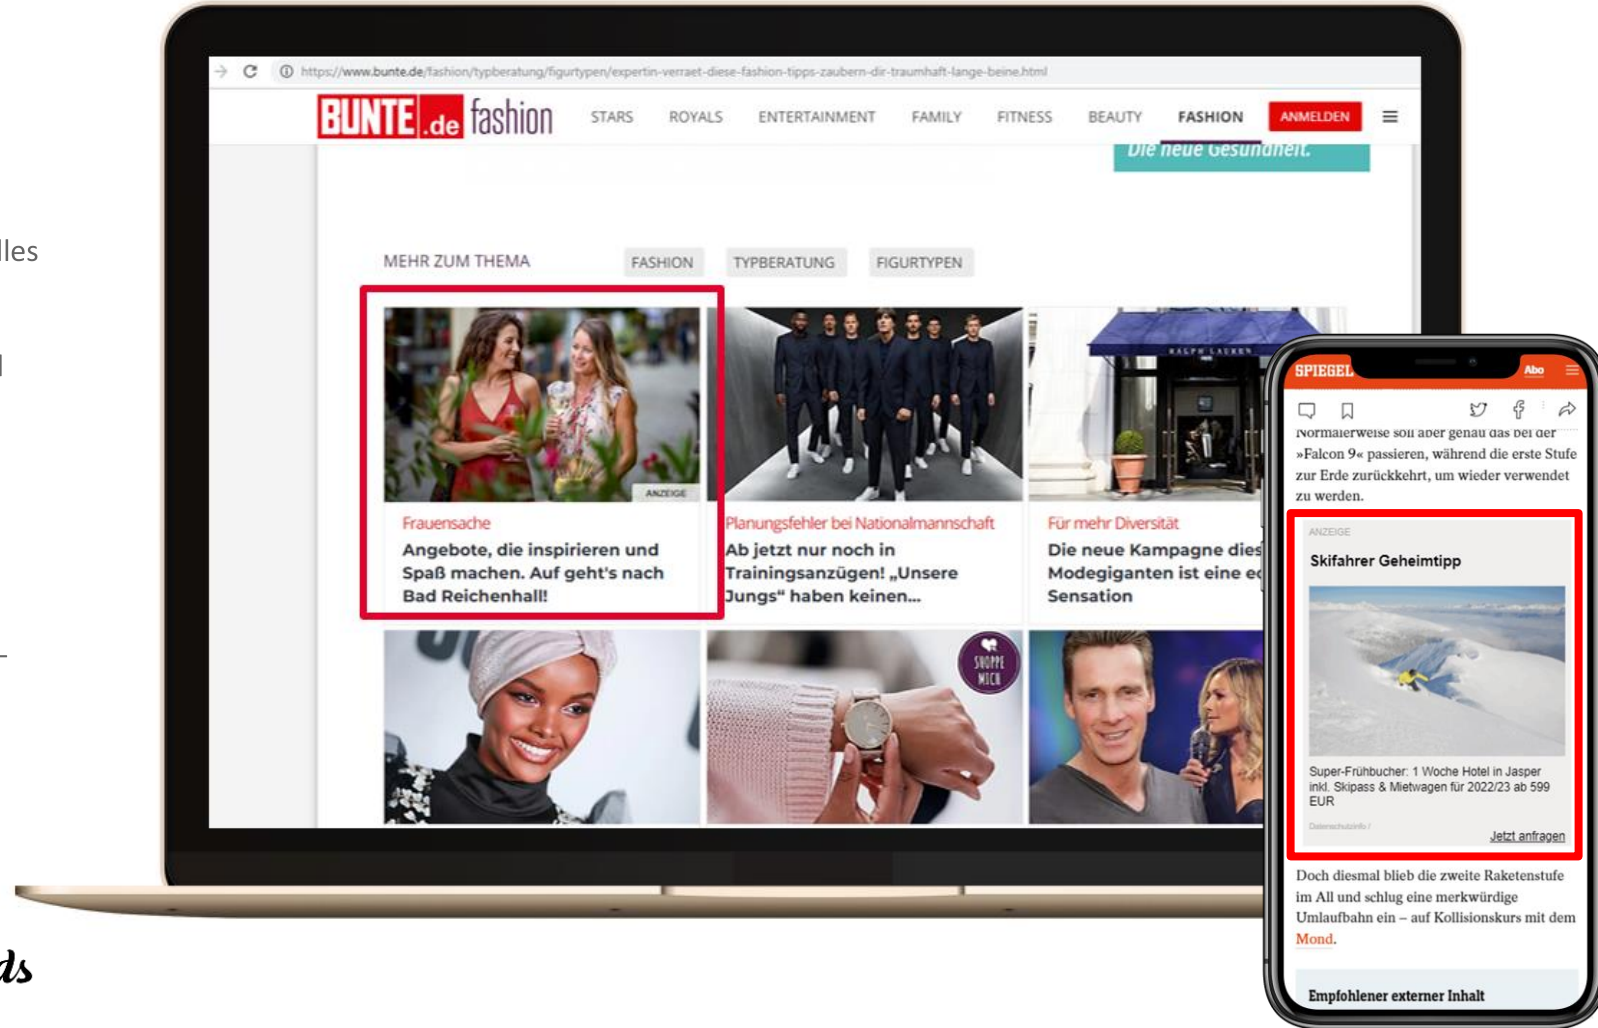 https://www.bunte.de/fashion/typberatung/figurtypen/expertin-verraet-diese-fashion-tipps-zaubern-dir-traumhaft-lange-beine.html
BUNTE.de fashion STARS ROYALS ENTERTAINMENT FAMILY FITNESS BEAUTY FASHION ANMELDEN
Die neue Gesundheit.
MEHR ZUM THEMA FASHION TYPBERATUNG FIGURTYPEN
ANZEIGE
RALPH LAUREN
Frauensache
Angebote, die inspirieren und
Spaß machen. Auf geht's nach
Bad Reichenhall!
Planungsfehler bei Nationalmannschaft
Ab jetzt nur noch in
Trainingsanzügen! „Unsere
Jungs“ haben keinen...
Für mehr Diversität
Die neue Kampagne dies
Modegiganten ist eine
Sensation
SHOPPE
MICH
SPIEGEL Abo
Normalerweise soll aber genau das bei der
»Falcon 9« passieren, während die erste Stufe
zur Erde zurückkehrt, um wieder verwendet
zu werden.
ANZEIGE
Skifahrer Geheimtipp
Super-Frühbucher: 1 Woche Hotel in Jasper
inkl. Skipass & Mietwagen für 2022/23 ab 599
EUR
Datenschutzinfo /
Jetzt anfragen
Doch diesmal blieb die zweite Raketenstufe
im All und schlug eine merkwürdige
Umlaufbahn ein – auf Kollisionskurs mit dem
Mond.
Empfohlener externer Inhalt
lles
ds